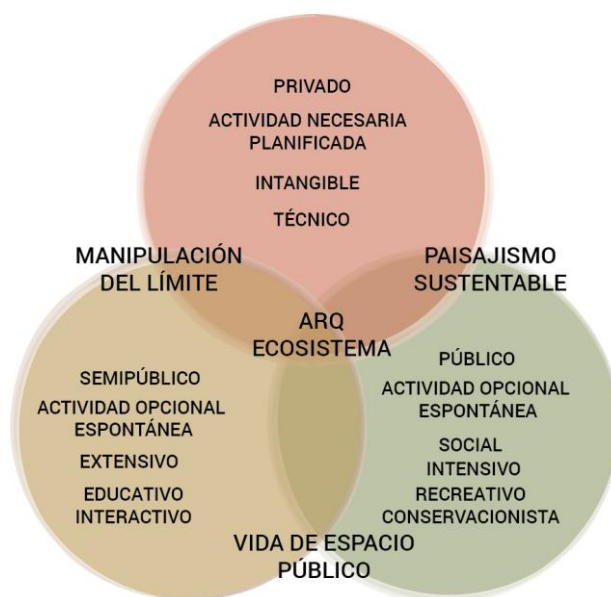 PRIVADO
ACTIVIDAD NECESARIA
PLANIFICADA
INTANGIBLE
TÉCNICO
MANIPULACIÓN
DEL LÍMITE
PAISAJISMO
SUSTENTABLE
ARQ
ECOSISTEMA
SEMIPÚBLICO
ACTIVIDAD OPCIONAL
ESPONTÁNEA
EXTENSIVO
EDUCATIVO
INTERACTIVO
PÚBLICO
ACTIVIDAD OPCIONAL
ESPONTÁNEA
SOCIAL
INTENSIVO
RECREATIVO
CONSERVACIONISTA
VIDA DE ESPACIO
PÚBLICO